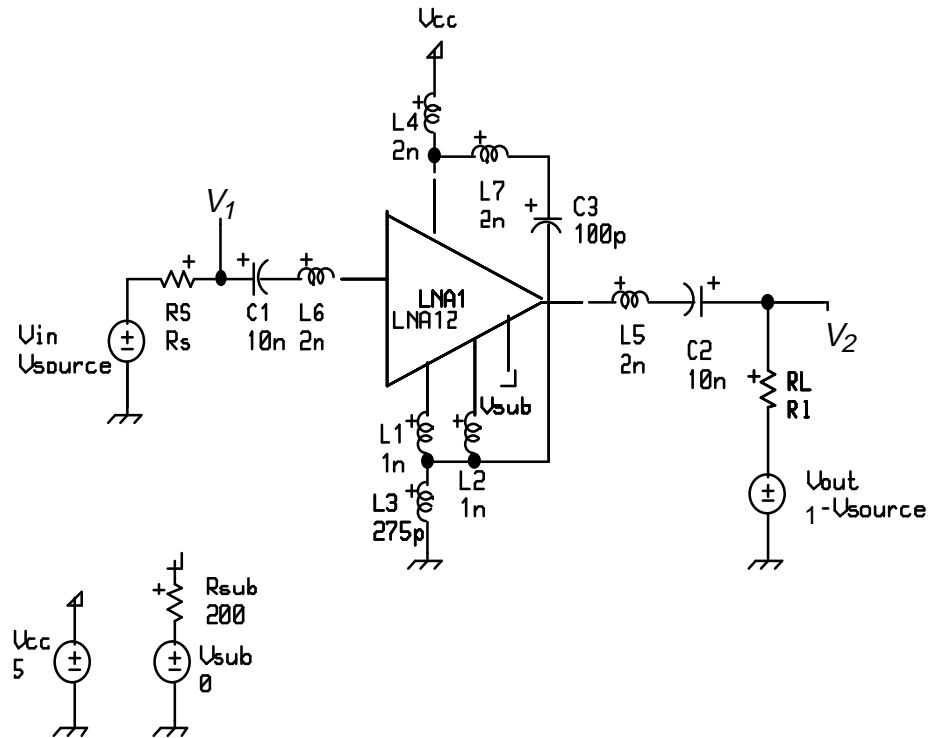 Vcc
L4
2n
L7
2n
C3
100p
V1
RS
Rs
C1
10n
L6
2n
LNA1
LNA12
Vin
Vsource
L5
2n
C2
10n
V2
RL
Rl
Vsub
L1
1n
L2
1n
L3
275p
Vout
1-Vsource
Rsub
200
Vcc
5
Vsub
0